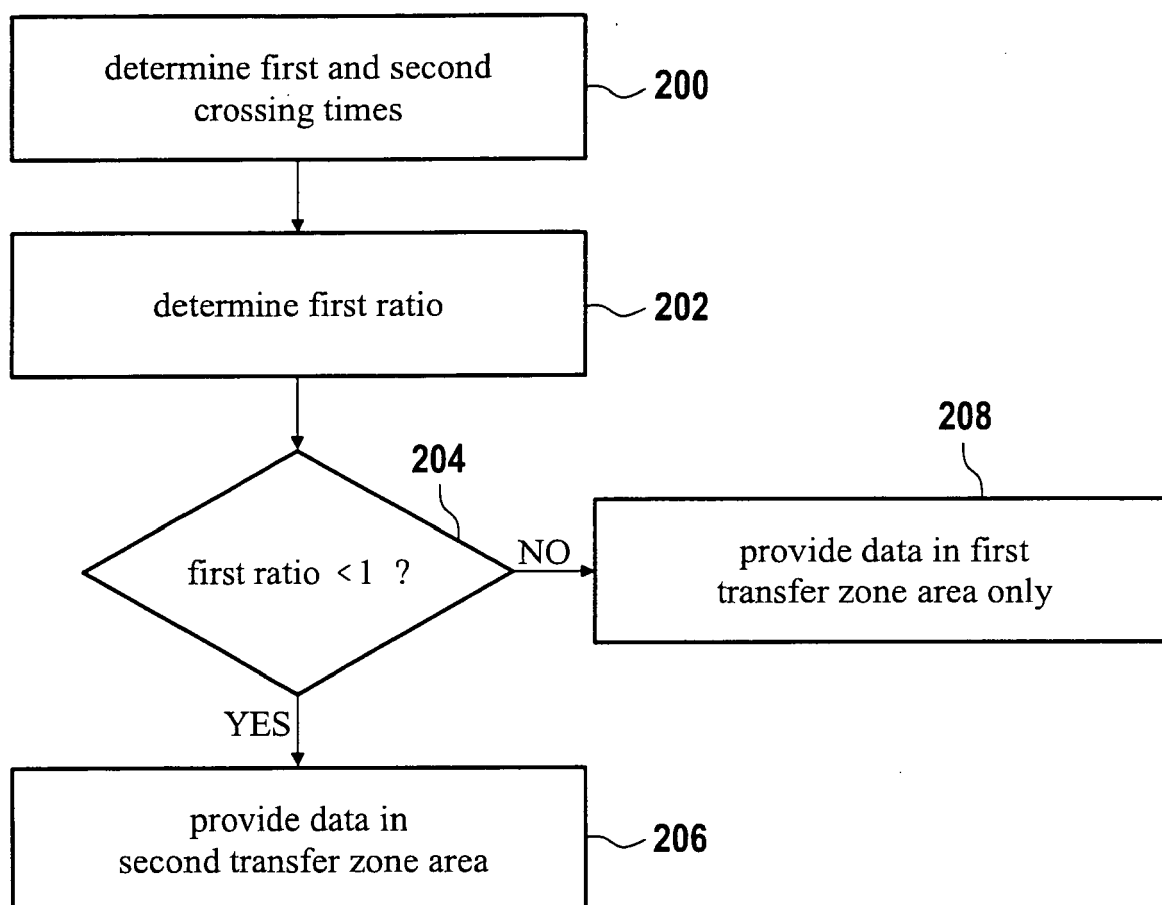 determine first and second
crossing times
200
determine first ratio
202
204
208
first ratio < 1 ?
NO
provide data in first
transfer zone area only
YES
provide data in
second transfer zone area
206